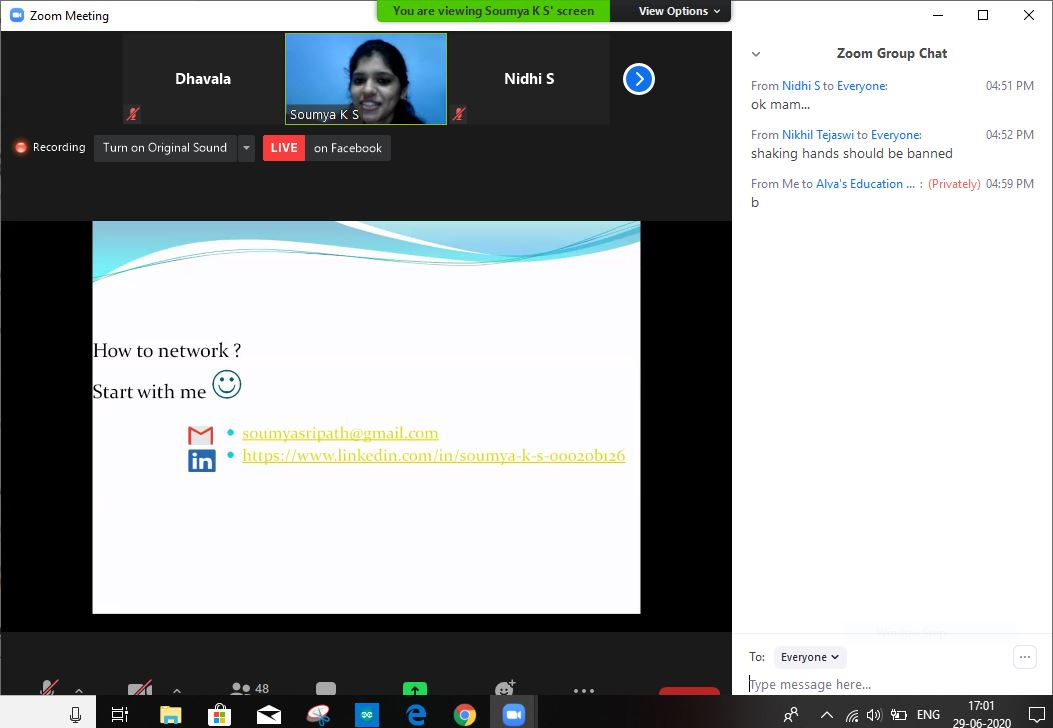 Zoom Meeting
You are viewing Soumya K S' screen
View Options
Dhavala
Soumya K S
Nidhi S
Recording
Turn on Original Sound
LIVE
on Facebook
How to network ?
Start with me
soumyasripath@gmail.com
https://www.linkedin.com/in/soumya-k-s-00020b126
in
48
Zoom Group Chat
From Nidhi S to Everyone:
04:51 PM
ok mam...
From Nikhil Tejaswi to Everyone:
04:52 PM
shaking hands should be banned
From Me to Alva's Education ... : (Privately)
04:59 PM
b
To:
Everyone
Type message here...
ENG
17:01
29-06-2020